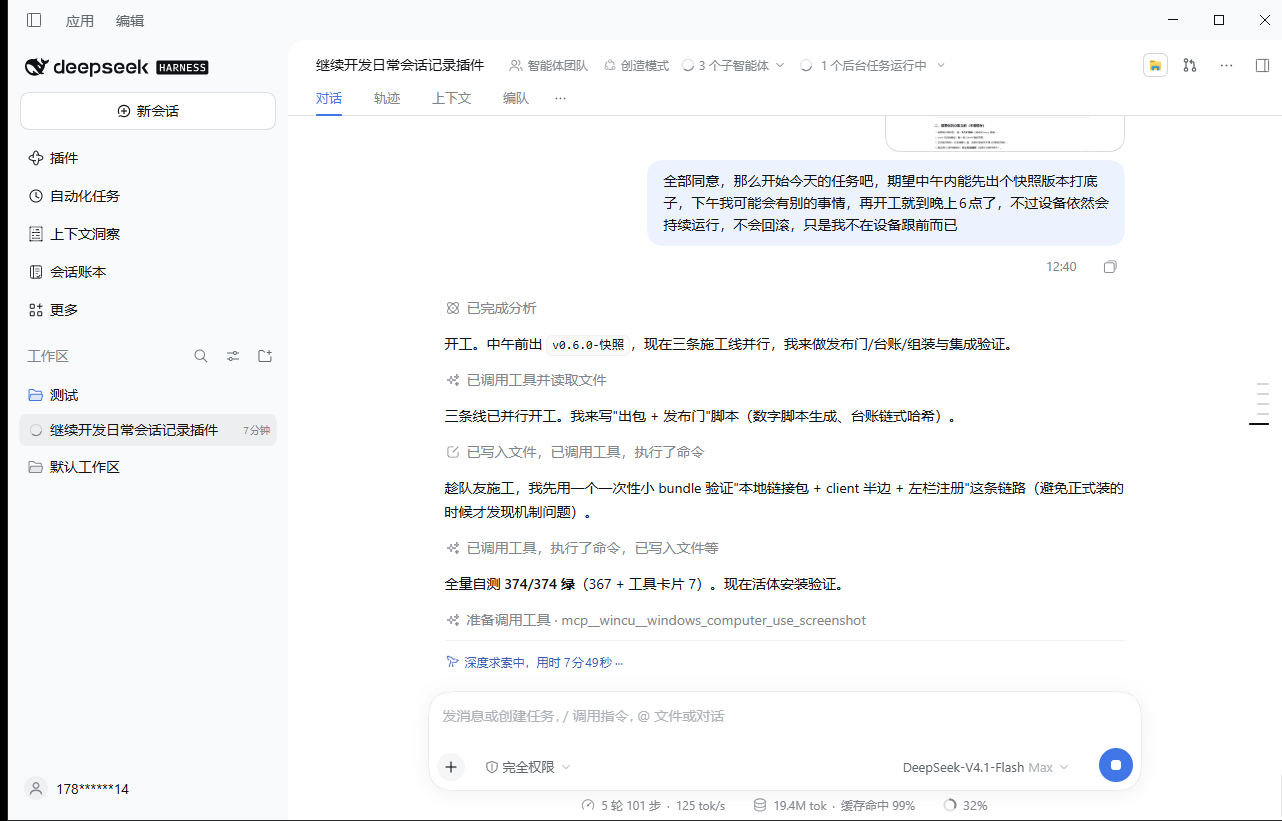 应用 编辑
deepseek HARNESS
新会话
插件
自动化任务
上下文洞察
会话账本
更多
工作区
测试
继续开发日常会话记录插件 7分钟
默认工作区
178******14
继续开发日常会话记录插件 智能体团队 创造模式 3 个子智能体 1 个后台任务运行中
对话 轨迹 上下文 编队 ···
全部同意，那么开始今天的任务吧，期望中午内能先出个快照版本打底
子，下午我可能会有别的事情，再开工就到晚上6点了，不过设备依然会
持续运行，不会回滚，只是我不在设备跟前而已
12:40
已完成分析
开工。中午前出 v0.6.0-快照 ，现在三条施工线并行，我来做发布门/台账/组装与集成验证。
已调用工具并读取文件
三条线已并行开工。我来写"出包 + 发布门"脚本（数字脚本生成、台账链式哈希）。
已写入文件，已调用工具，执行了命令
趁队友施工，我先用一个一次性小 bundle 验证"本地链接包 + client 半边 + 左栏注册"这条链路（避免正式装的
时候才发现机制问题）。
已调用工具，执行了命令，已写入文件等
全量自测 374/374 绿（367 + 工具卡片 7）。现在活体安装验证。
准备调用工具 · mcp__wincu__windows_computer_use_screenshot
深度求索中，用时 7分49秒 ···
发消息或创建任务, / 调用指令, @ 文件或对话
完全权限
DeepSeek-V4.1-Flash Max
5 轮 101 步 · 125 tok/s 19.4M tok · 缓存命中 99% 32%